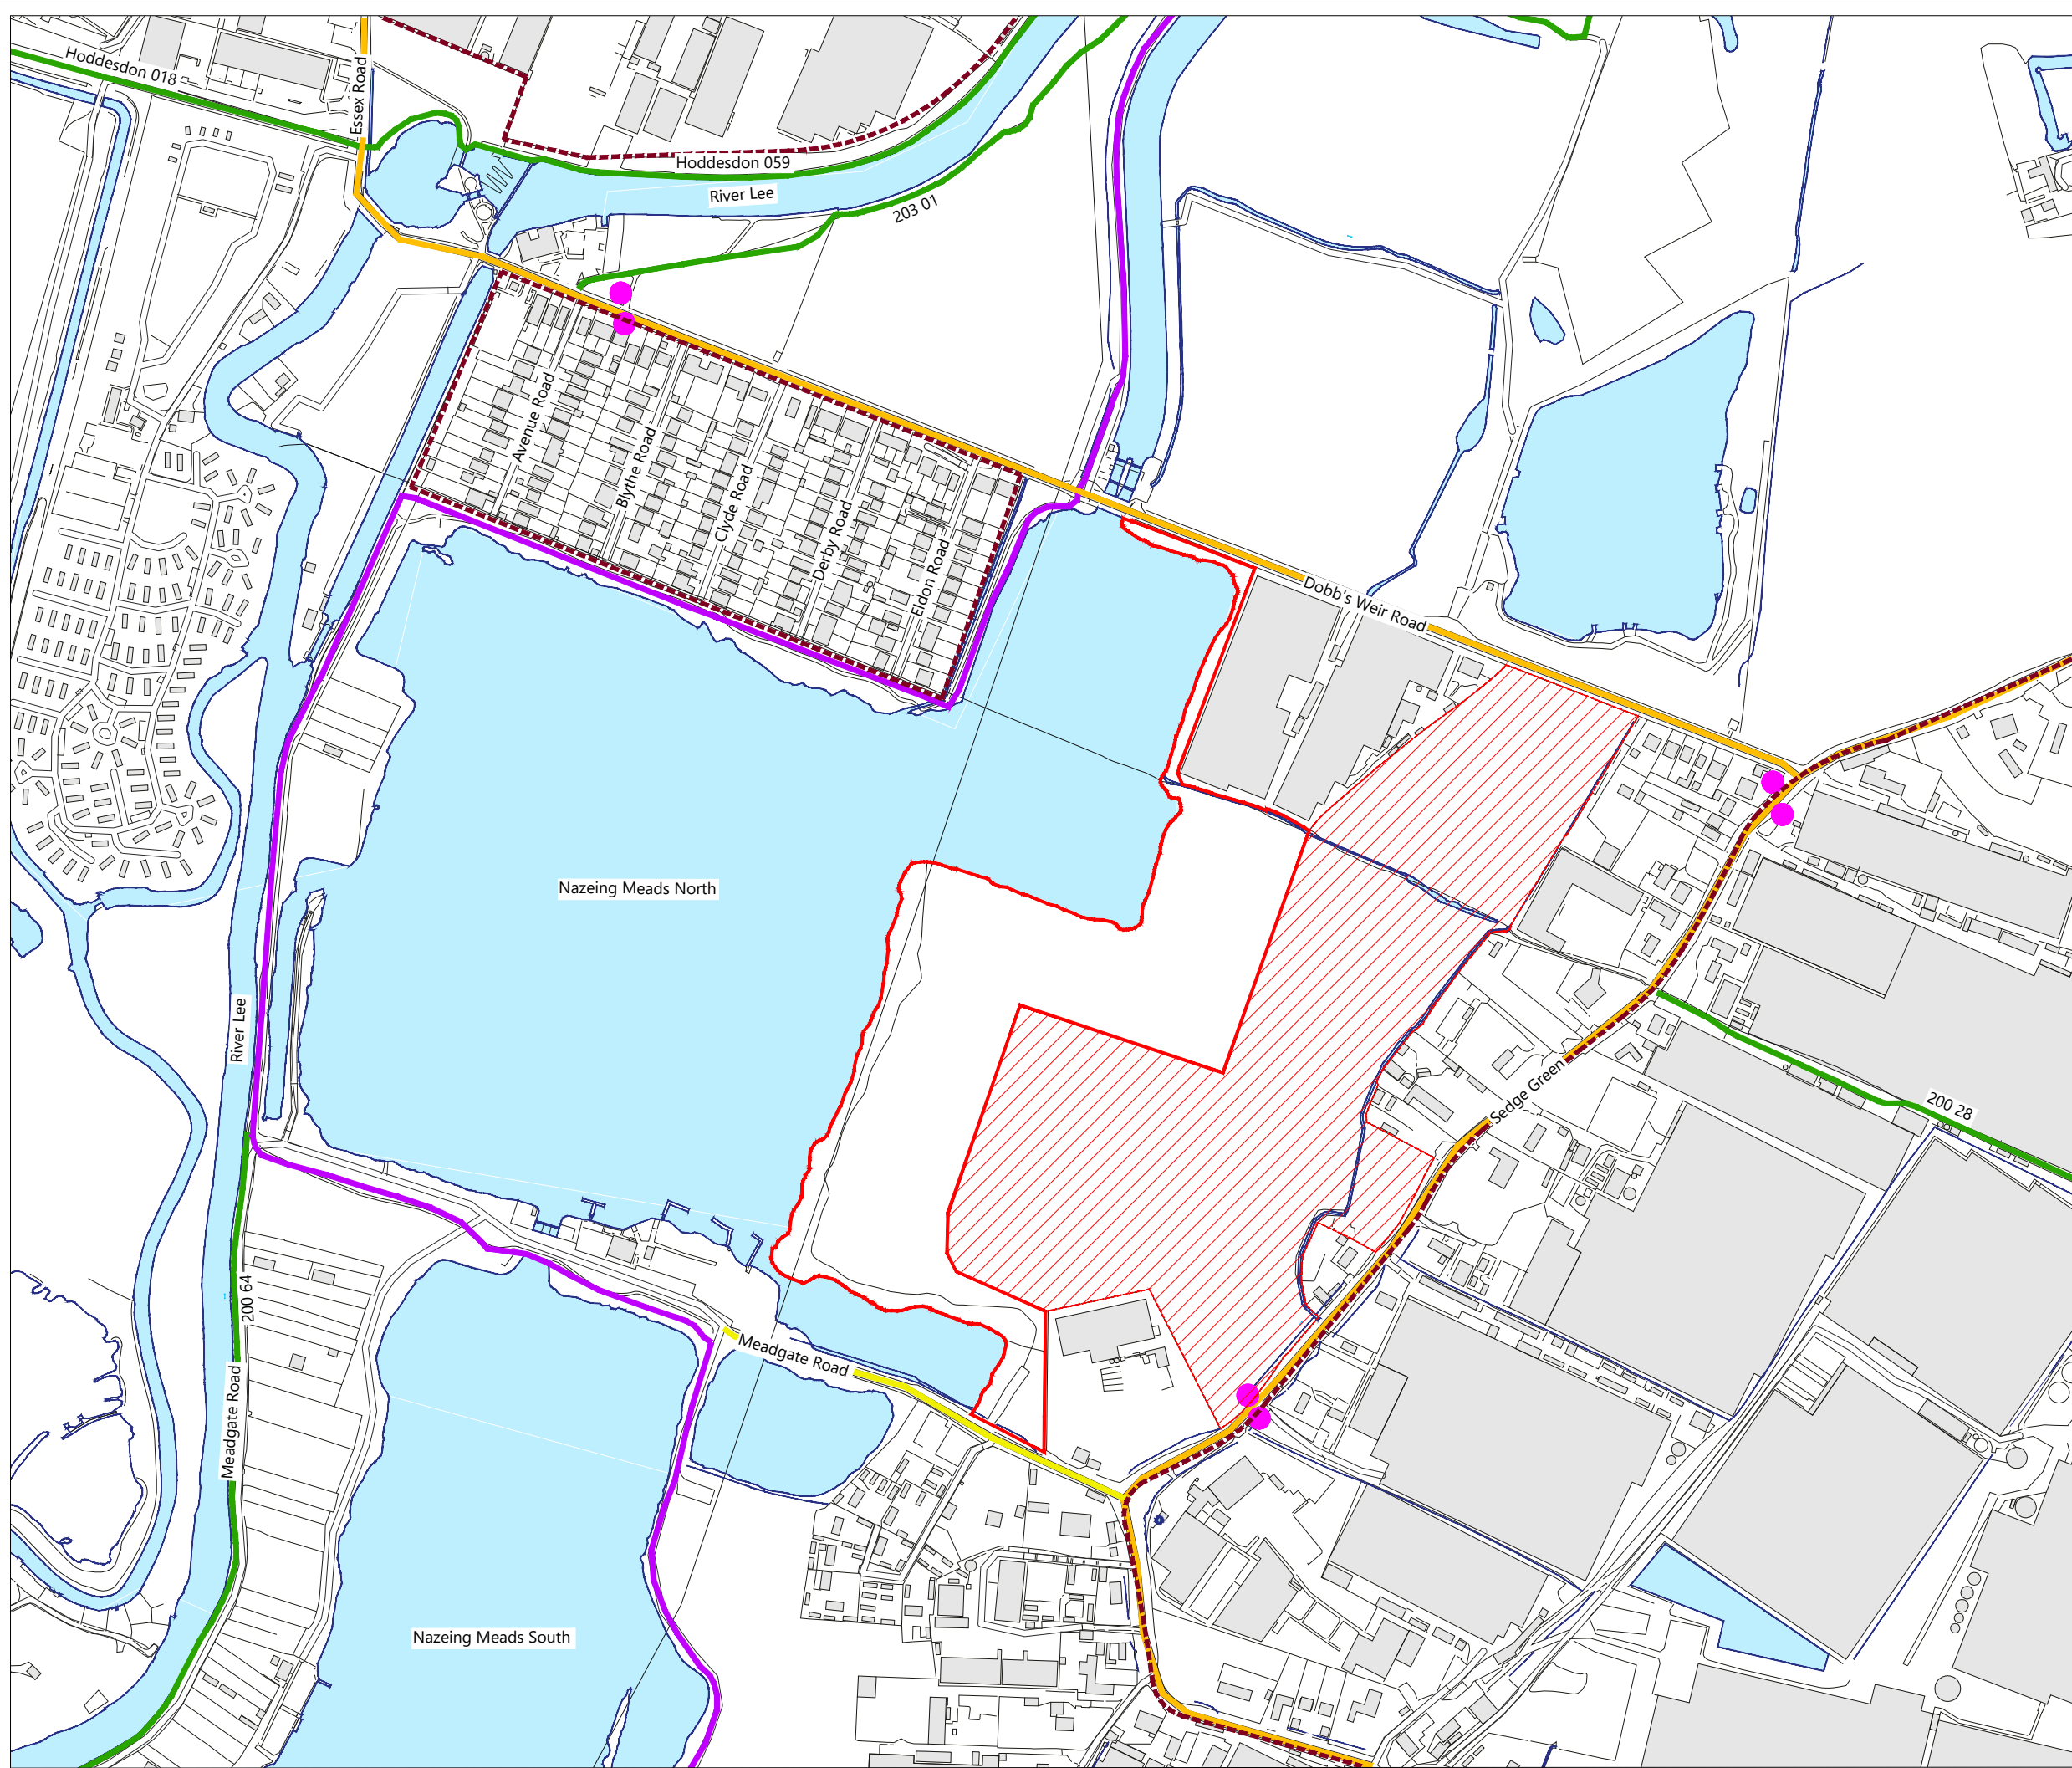 Hoddesdon 018
Essex Road
Hoddesdon 059
River Lee
203 01
Avenue Road
Blythe Road
Clyde Road
Derby Road
Eldon Road
Dobb's Weir Road
Nazeing Meads North
River Lee
Sedge Green
200 28
200 64
Meadgate Road
Meadgate Road
Nazeing Meads South